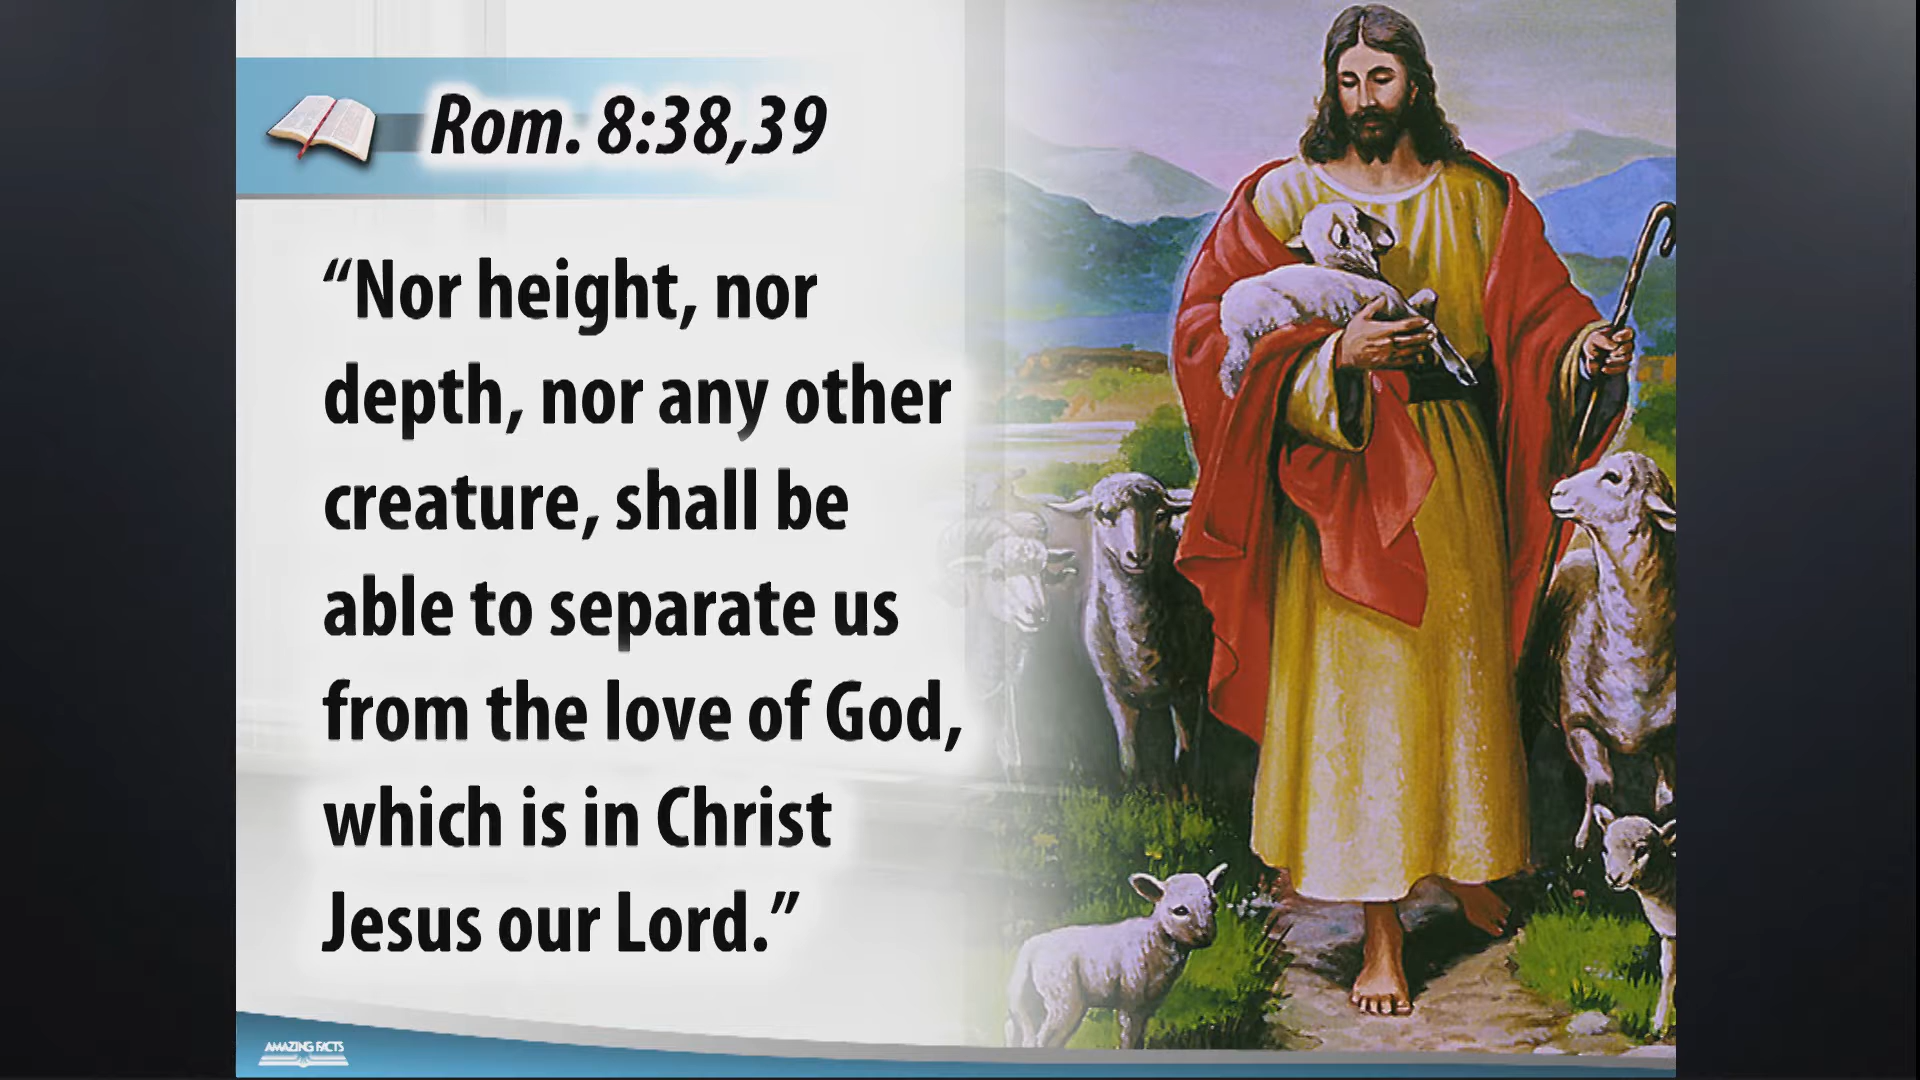 Rom. 8:38,39
“Nor height, nor
depth, nor any other
creature, shall be
able to separate us
from the love of God,
which is in Christ
Jesus our Lord.”
AMAZING FACTS